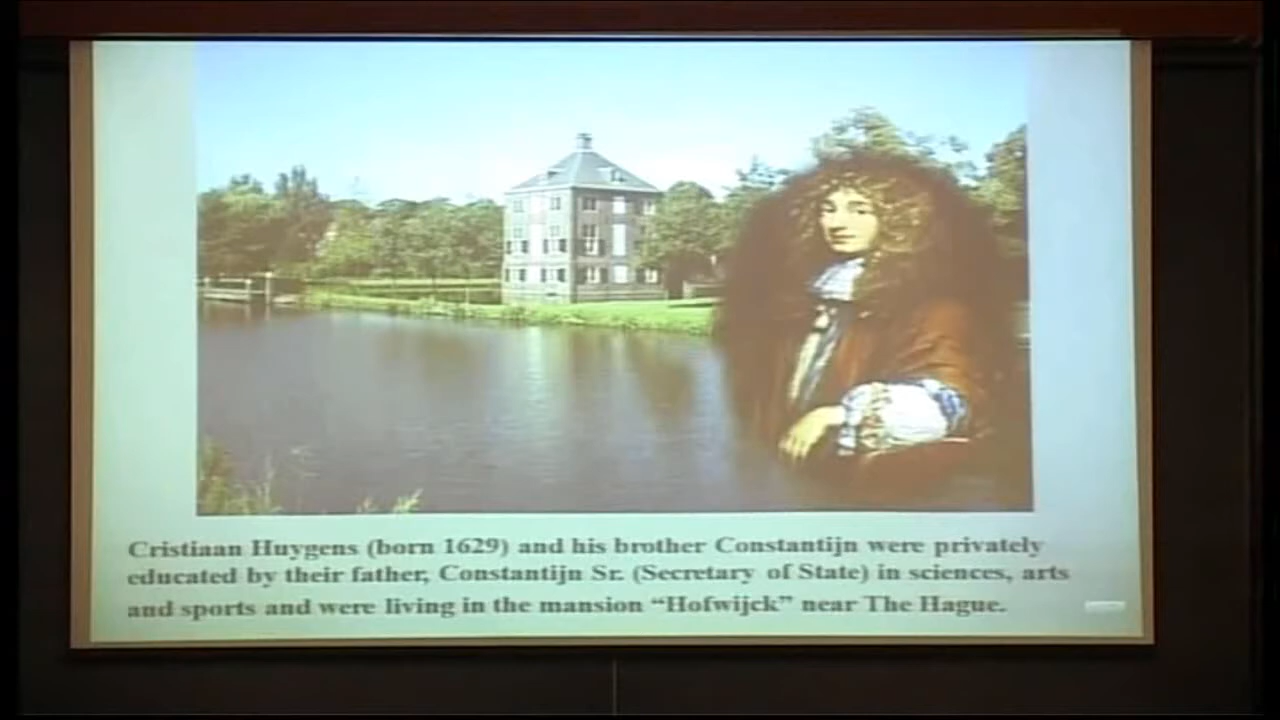 Cristiaan Huygens (born 1629) and his brother Constantijn were privately
educated by their father, Constantijn Sr. (Secretary of State) in sciences, arts
and sports and were living in the mansion “Hofwijck” near The Hague.